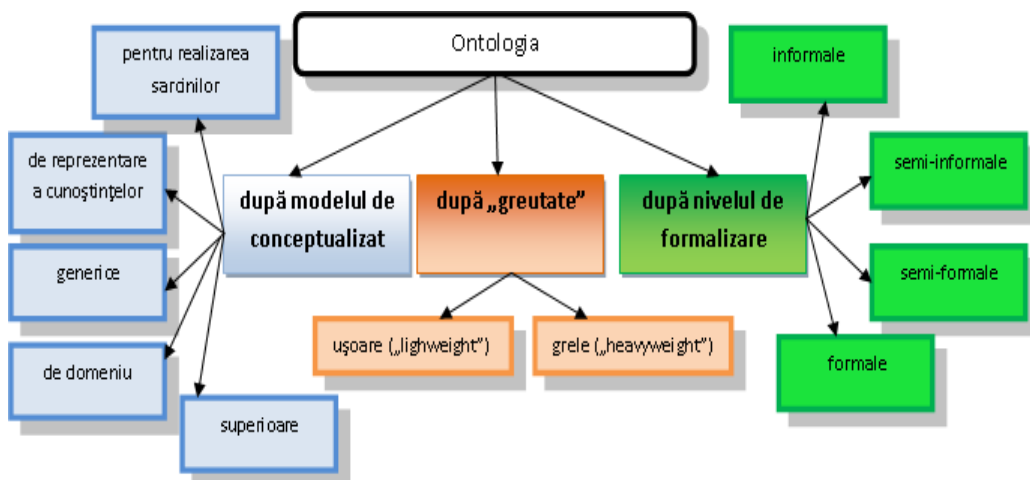 Ontologia
pentru realizarea
sarcinilor
de reprezentare
a cunoştinţelor
generice
de domeniu
superioare
după modelul de
conceptualizat
după „greutate”
uşoare („lighweight”)
grele („heavyweight”)
după nivelul de
formalizare
informale
semi-informale
semi-formale
formale